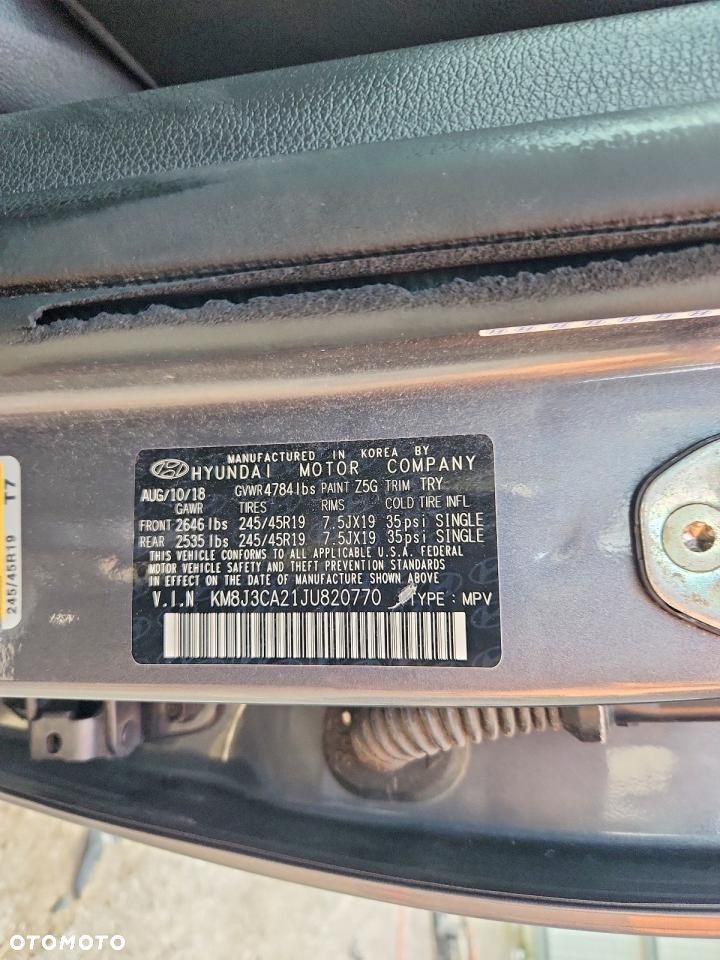 MANUFACTURED IN KOREA BY
HYUNDAI MOTOR COMPANY
AUG/10/18 GVWR4784lbs PAINT Z5G TRIM TRY
GAWR TIRES RIMS COLD TIRE INFL
FRONT 2646 lbs 245/45R19 7.5JX19 35psi SINGLE
REAR 2535 lbs 245/45R19 7.5JX19 35psi SINGLE
THIS VEHICLE CONFORMS TO ALL APPLICABLE U.S.A. FEDERAL
MOTOR VEHICLE SAFETY AND THEFT PREVENTION STANDARDS
IN EFFECT ON THE DATE OF MANUFACTURE SHOWN ABOVE
V.I.N KM8J3CA21JU820770 TYPE : MPV
245/45R19 T7
OTOMOTO